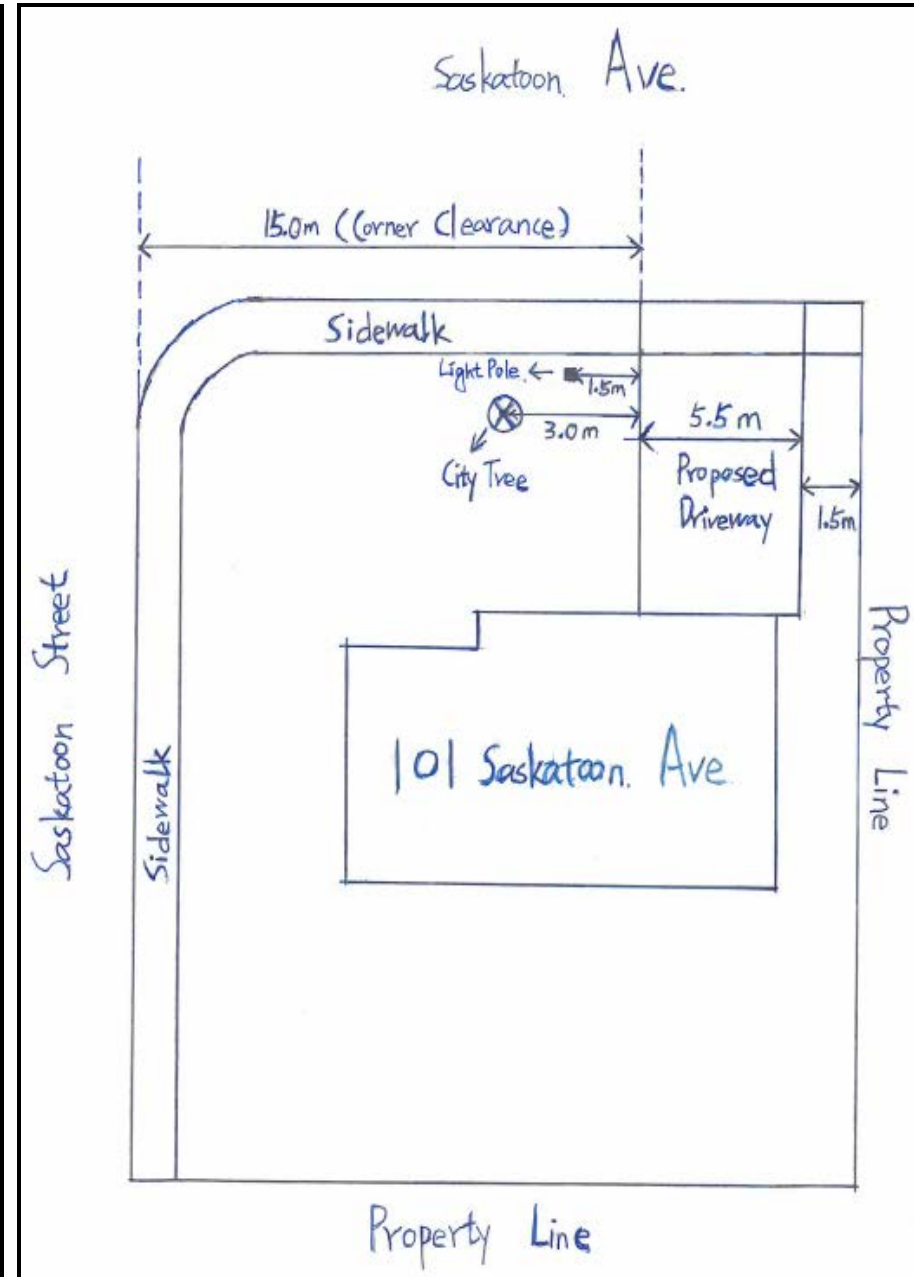 Saskatoon Ave.
15.0m (Corner Clearance)
Sidewalk
Light Pole
1.5m
3.0m
City Tree
5.5m
Proposed
Driveway
1.5m
Saskatoon Street
Sidewalk
101 Saskatoon Ave
Property Line
Property Line